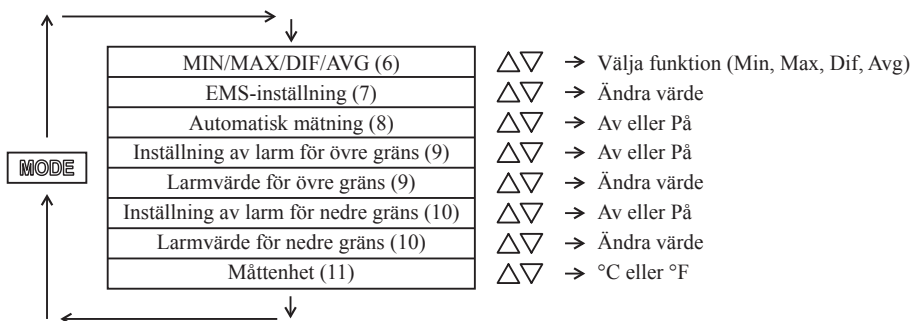 MIN/MAX/DIF/AVG (6) △▽ → Välja funktion (Min, Max, Dif, Avg)
EMS-inställning (7) △▽ → Ändra värde
Automatisk mätning (8) △▽ → Av eller På
Inställning av larm för övre gräns (9) △▽ → Av eller På
MODE
Larmvärde för övre gräns (9) △▽ → Ändra värde
Inställning av larm för nedre gräns (10) △▽ → Av eller På
Larmvärde för nedre gräns (10) △▽ → Ändra värde
Måttenhet (11) △▽ → °C eller °F